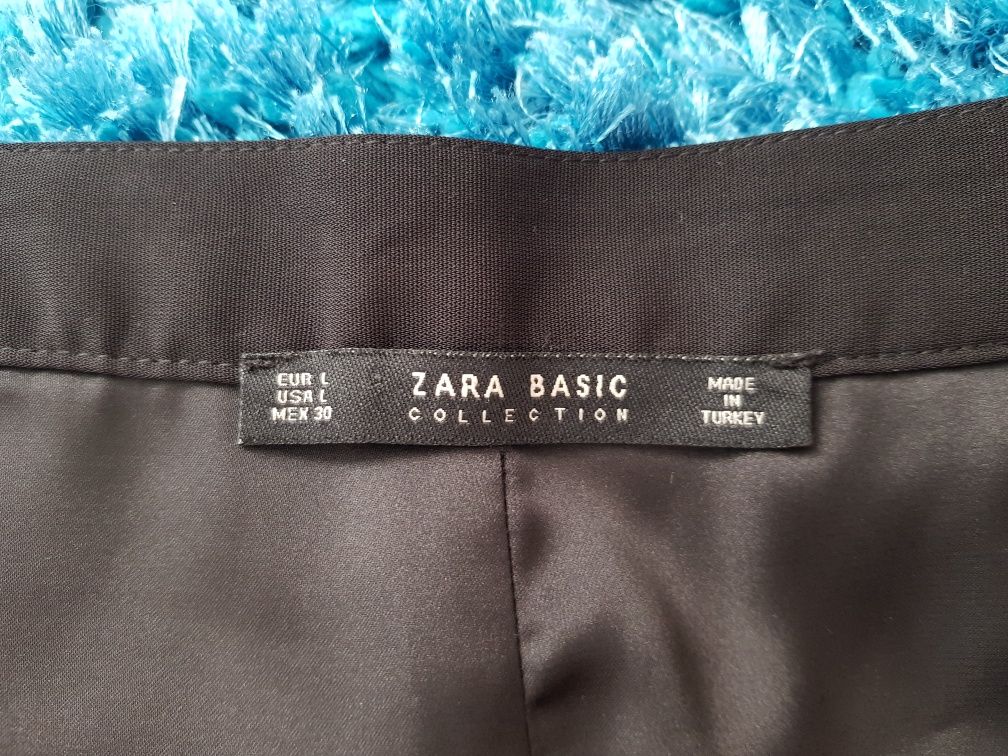 EUR L
USA L
MEX 30
ZARA BASIC
COLLECTION
MADE
IN
TURKEY